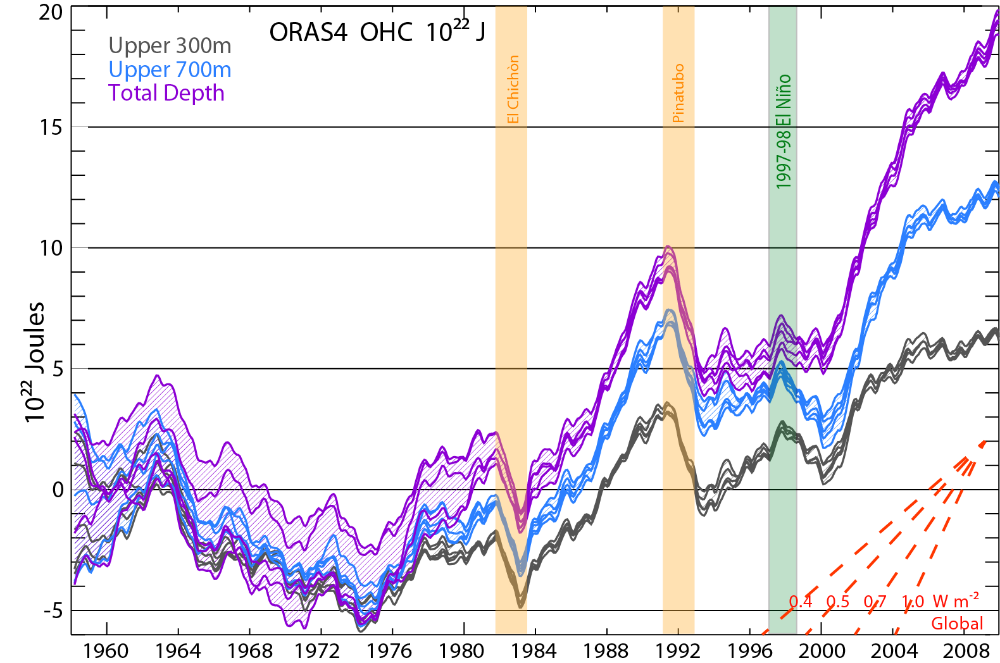 20
ORAS4 OHC 10²² J
Upper 300m
Upper 700m
Total Depth
El Chichòn
Pinatubo
1997-98 El Niño
15
10
5
0
-5
10²² Joules
0.4 0.5 0.7 1.0 W m⁻²
Global
1960 1964 1968 1972 1976 1980 1984 1988 1992 1996 2000 2004 2008